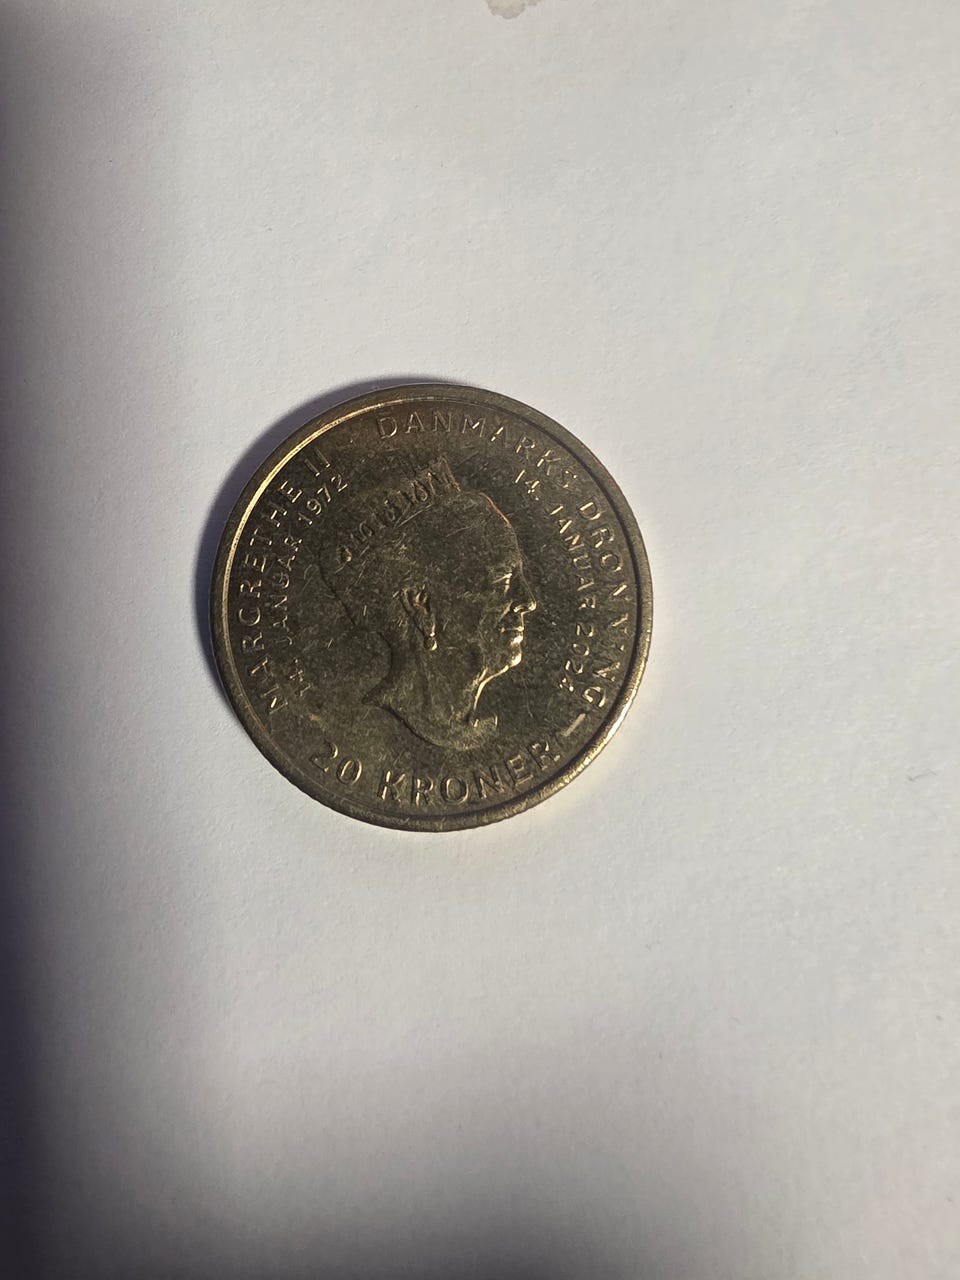 MARGRETHE II - DANMARKS DRONNING
14. JANUAR 1972
14. JANUAR 2024
20 KRONER